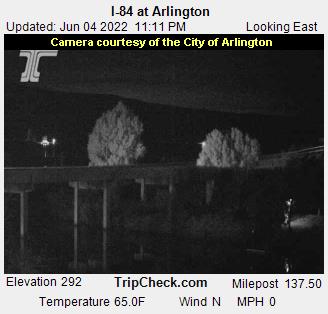 I-84 at Arlington
Updated: Jun 04 2022 11:11 PM Looking East
Camera courtesy of the City of Arlington
Elevation 292 TripCheck.com Milepost 137.50
Temperature 65.0F Wind N MPH 0